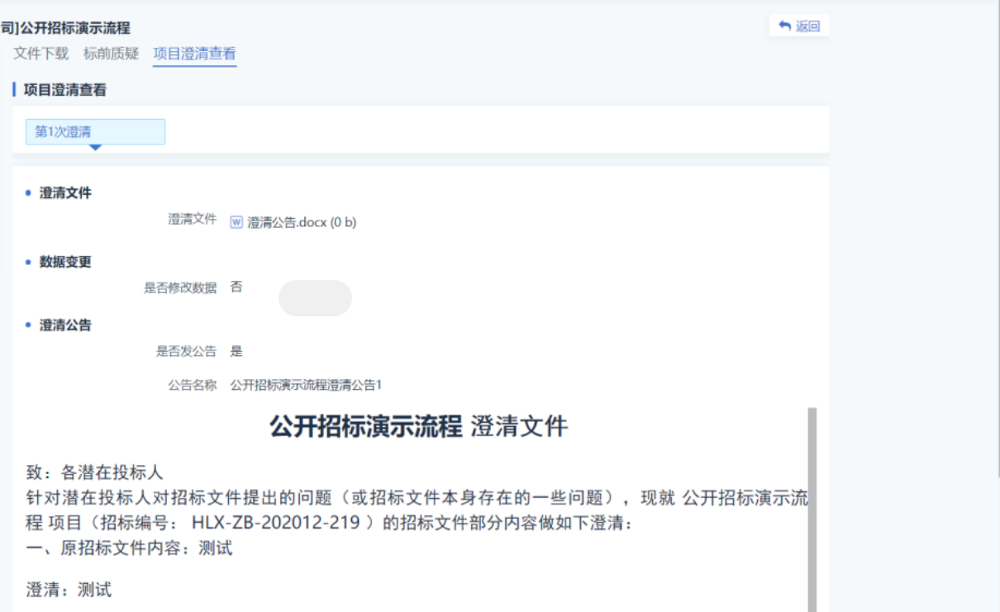 司]公开招标演示流程
返回
文件下载 标前质疑 项目澄清查看
项目澄清查看
第1次澄清
澄清文件
澄清文件 澄清公告.docx (0 b)
数据变更
是否修改数据 否
澄清公告
是否发公告 是
公告名称 公开招标演示流程澄清公告1
公开招标演示流程 澄清文件
致：各潜在投标人
针对潜在投标人对招标文件提出的问题（或招标文件本身存在的一些问题），现就 公开招标演示流
程 项目（招标编号： HLX-ZB-202012-219 ）的招标文件部分内容做如下澄清：
一、原招标文件内容：测试
澄清：测试